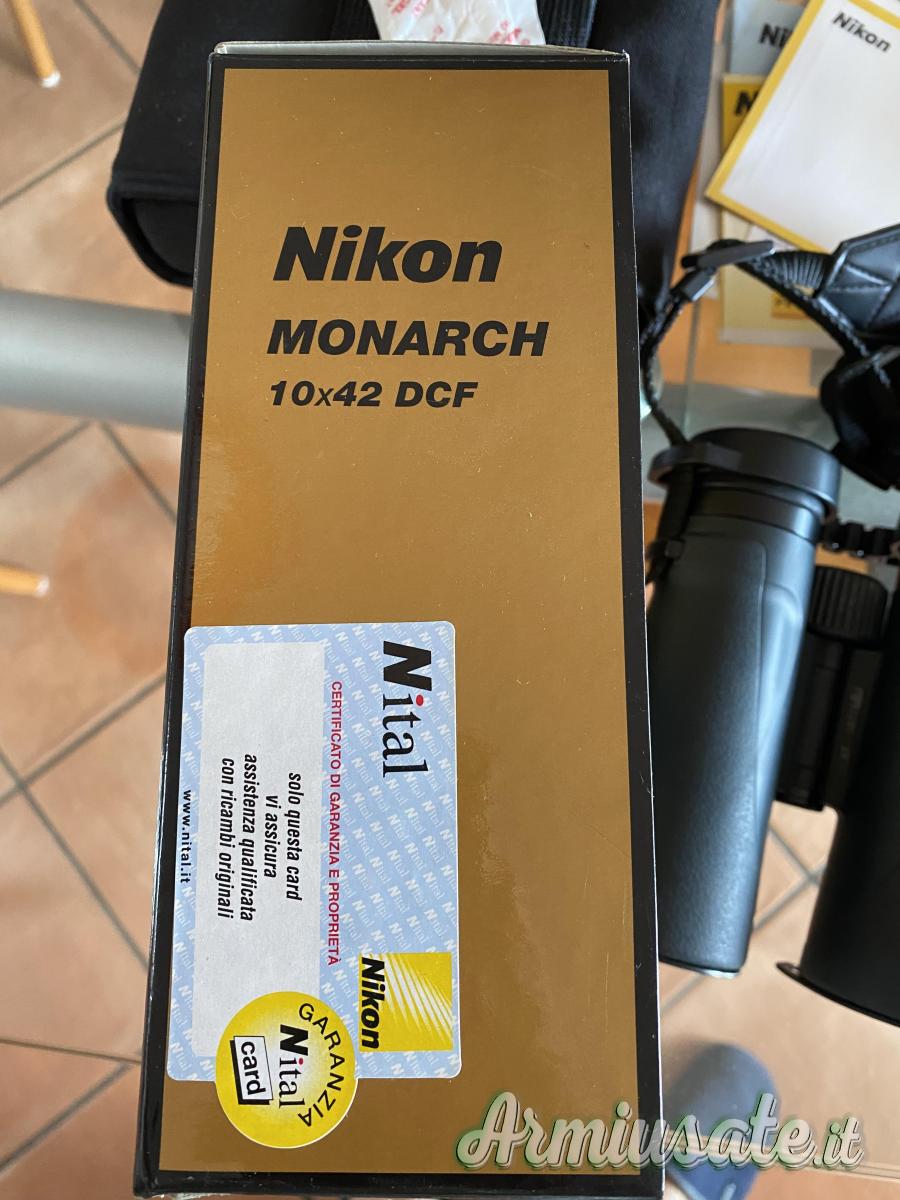 Nikon
Nikon
MONARCH
10x42 DCF
Nital
CERTIFICATO DI GARANZIA E PROPRIETÀ
solo questa card
vi assicura
assistenza qualificata
con ricambi originali
www.nital.it
Nikon
GARANZIA
Nital
card
Armiusate.it